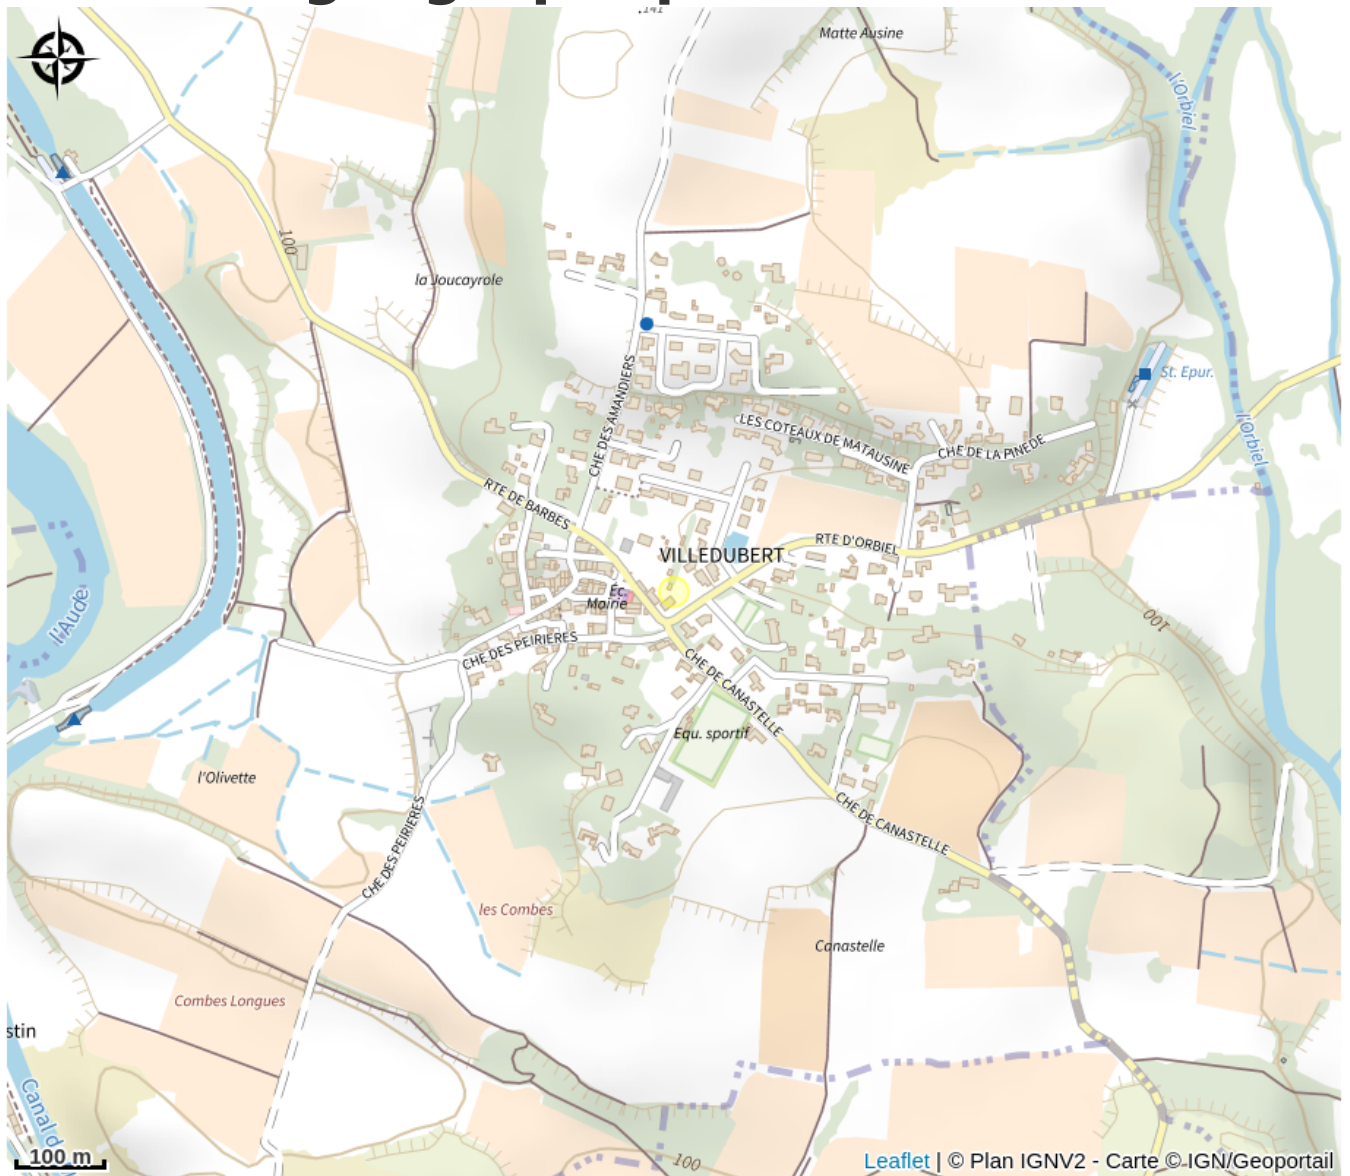 141
Matte Ausine
l'Orbiel
100
la Joucayrole
CHE DES AMANDIERS
St. Epur.
LES COTEAUX DE MATAUSINE
CHE DE LA PINEDE
l'Orbiel
RTE DE BARBES
RTE D'ORBIEL
VILLEDUBERT
Éc.
Mairie
l'Aude
100
CHE DES PEIRIERES
CHE DE CANASTELLE
Equ. sportif
l'Olivette
CHE DES PEIRIERES
CHE DE CANASTELLE
les Combes
Canastelle
Combes Longues
stin
Canal d
100 m
100
Leaflet | © Plan IGNV2 - Carte © IGN/Geoportail